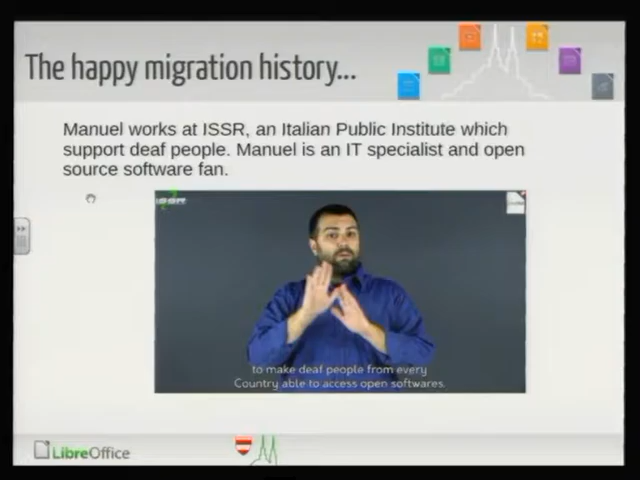 The happy migration history...
Manuel works at ISSR, an Italian Public Institute which
support deaf people. Manuel is an IT specialist and open
source software fan.
to make deaf people from every
Country able to access open softwares.
LibreOffice